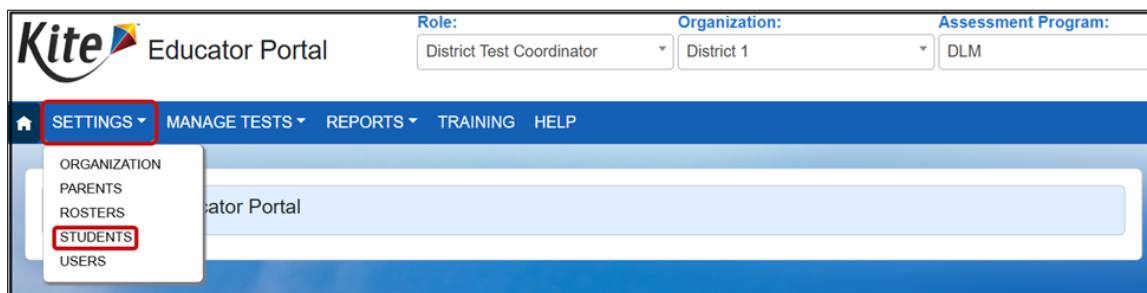 Kite Educator Portal
Role:
District Test Coordinator
Organization:
District 1
Assessment Program:
DLM
SETTINGS MANAGE TESTS REPORTS TRAINING HELP
ORGANIZATION
PARENTS
ROSTERS
STUDENTS
USERS
Portal